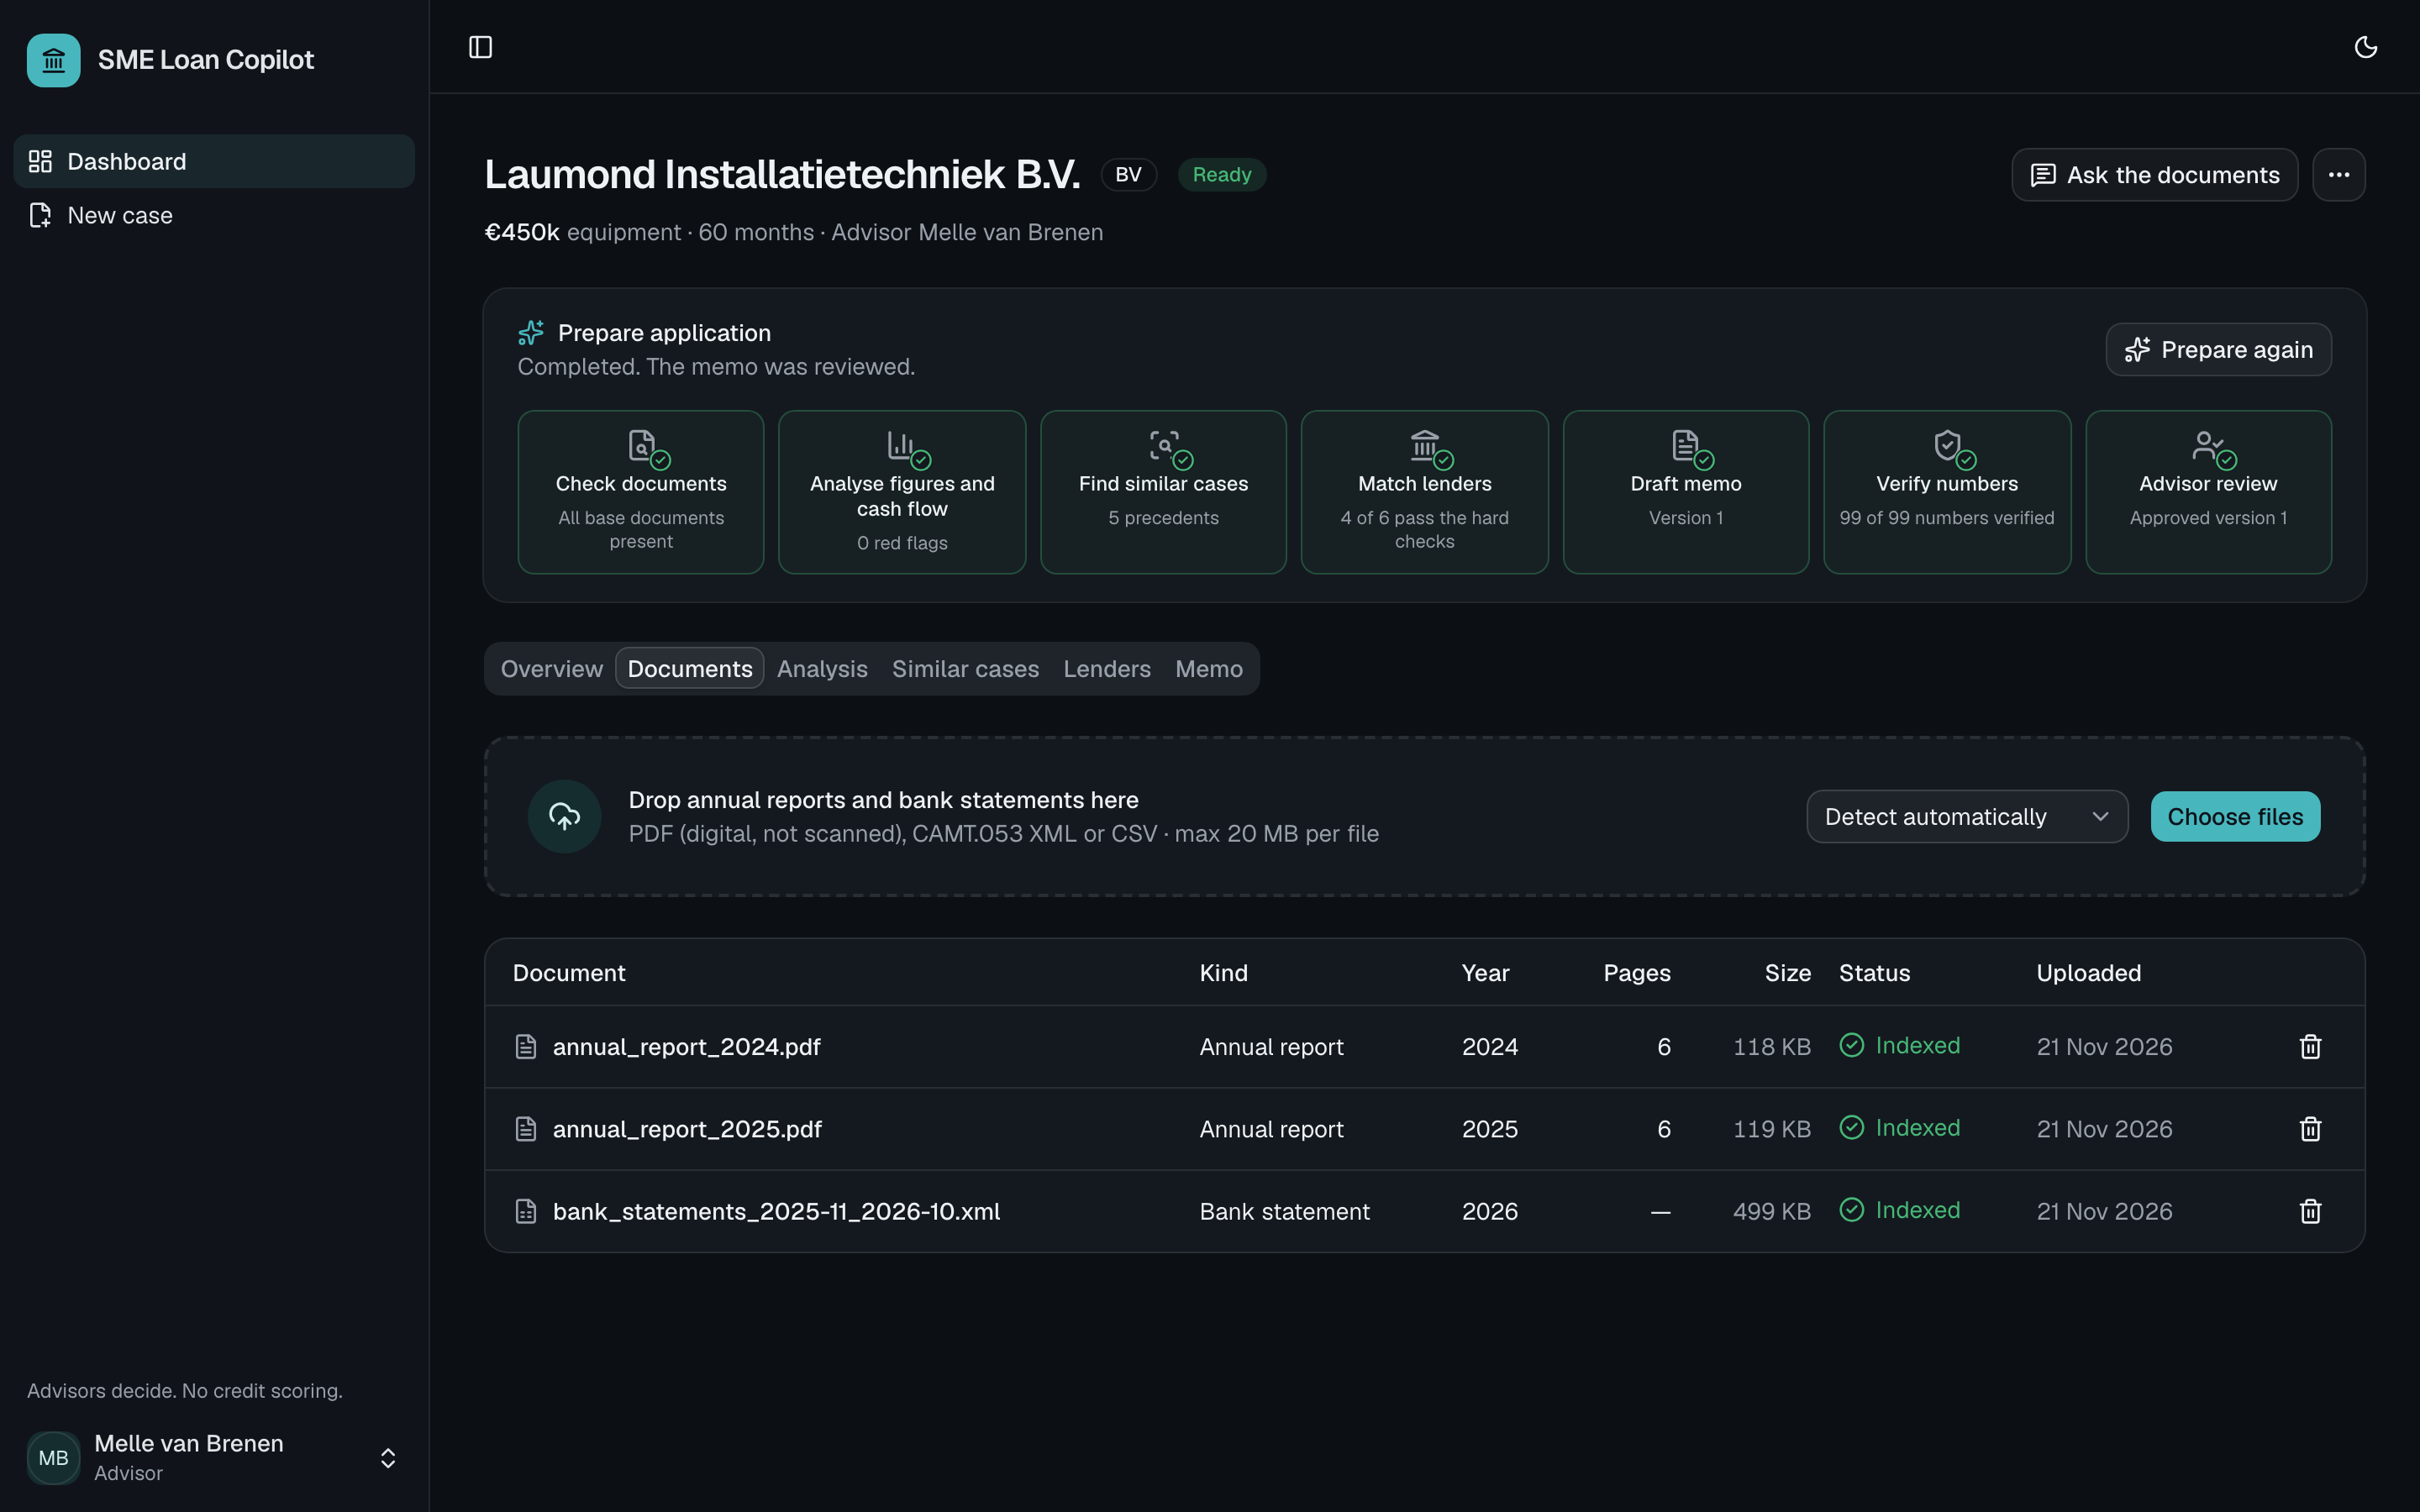 SME Loan Copilot
Dashboard
New case
Advisors decide. No credit scoring.
MB
Melle van Brenen
Advisor
Laumond Installatietechniek B.V.
BV
Ready
Ask the documents
€450k equipment · 60 months · Advisor Melle van Brenen
Prepare application
Completed. The memo was reviewed.
Prepare again
Check documents
All base documents
present
Analyse figures and
cash flow
0 red flags
Find similar cases
5 precedents
Match lenders
4 of 6 pass the hard
checks
Draft memo
Version 1
Verify numbers
99 of 99 numbers verified
Advisor review
Approved version 1
Overview Documents Analysis Similar cases Lenders Memo
Drop annual reports and bank statements here
PDF (digital, not scanned), CAMT.053 XML or CSV · max 20 MB per file
Detect automatically
Choose files
Document Kind Year Pages Size Status Uploaded
annual_report_2024.pdf Annual report 2024 6 118 KB Indexed 21 Nov 2026
annual_report_2025.pdf Annual report 2025 6 119 KB Indexed 21 Nov 2026
bank_statements_2025-11_2026-10.xml Bank statement 2026 — 499 KB Indexed 21 Nov 2026